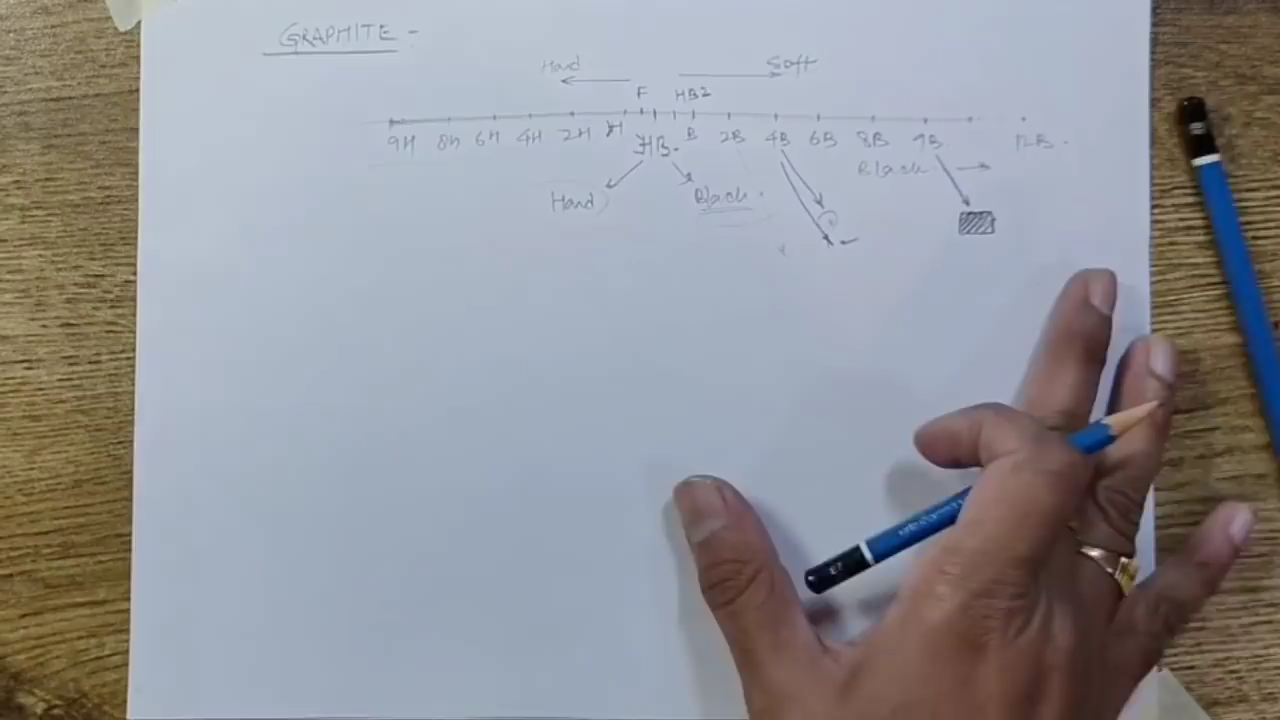 GRAPHITE -
Hard Soft
F HB2
9H 8H 6H 4H 2H H HB. B 2B 4B 6B 8B 9B 12B.
Black
Hard Black.